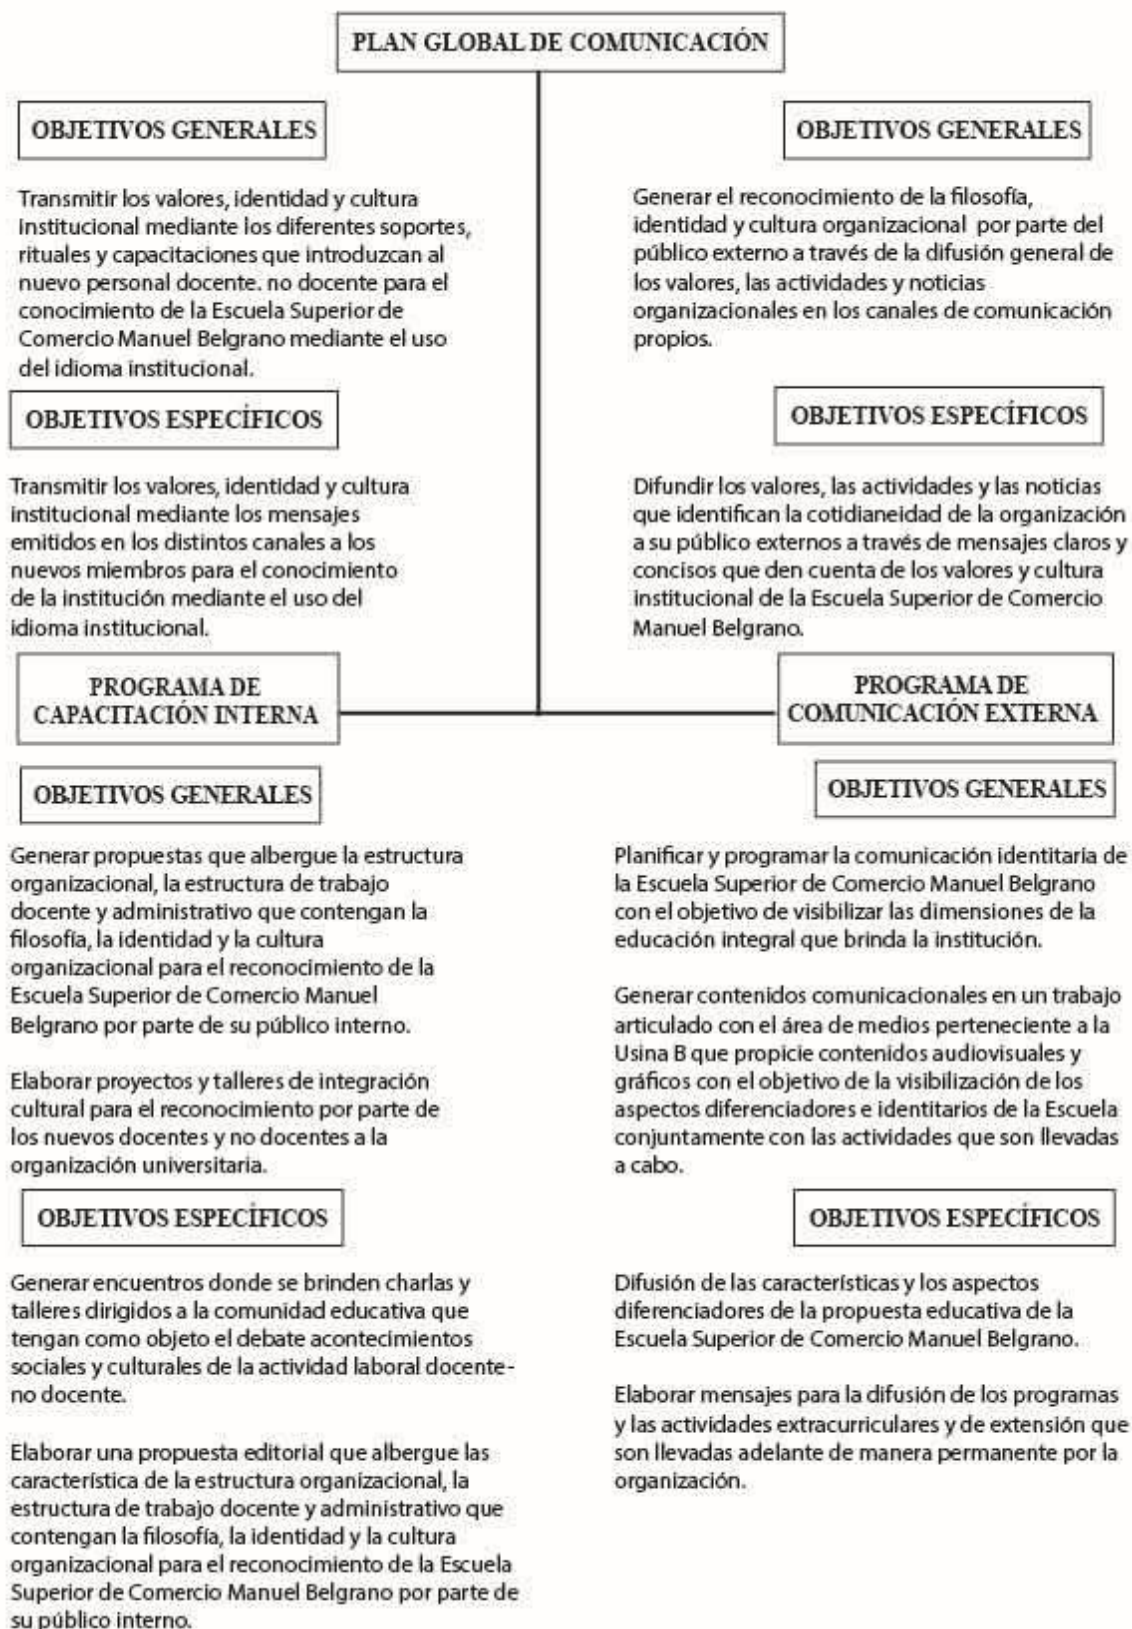 PLAN GLOBAL DE COMUNICACIÓN
OBJETIVOS GENERALES
Transmitir los valores, identidad y cultura
institucional mediante los diferentes soportes,
rituales y capacitaciones que introduzcan al
nuevo personal docente. no docente para el
conocimiento de la Escuela Superior de
Comercio Manuel Belgrano mediante el uso
del idioma institucional.
OBJETIVOS ESPECÍFICOS
Transmitir los valores, identidad y cultura
institucional mediante los mensajes
emitidos en los distintos canales a los
nuevos miembros para el conocimiento
de la institución mediante el uso del
idioma institucional.
OBJETIVOS GENERALES
Generar el reconocimiento de la filosofía,
identidad y cultura organizacional por parte del
público externo a través de la difusión general de
los valores, las actividades y noticias
organizacionales en los canales de comunicación
propios.
OBJETIVOS ESPECÍFICOS
Difundir los valores, las actividades y las noticias
que identifican la cotidianeidad de la organización
a su público externos a través de mensajes claros y
concisos que den cuenta de los valores y cultura
institucional de la Escuela Superior de Comercio
Manuel Belgrano.
PROGRAMA DE
CAPACITACIÓN INTERNA
OBJETIVOS GENERALES
Generar propuestas que albergue la estructura
organizacional, la estructura de trabajo
docente y administrativo que contengan la
filosofía, la identidad y la cultura
organizacional para el reconocimiento de la
Escuela Superior de Comercio Manuel
Belgrano por parte de su público interno.
Elaborar proyectos y talleres de integración
cultural para el reconocimiento por parte de
los nuevos docentes y no docentes a la
organización universitaria.
OBJETIVOS ESPECÍFICOS
Generar encuentros donde se brinden charlas y
talleres dirigidos a la comunidad educativa que
tengan como objeto el debate acontecimientos
sociales y culturales de la actividad laboral docente-
no docente.
Elaborar una propuesta editorial que albergue las
característica de la estructura organizacional, la
estructura de trabajo docente y administrativo que
contengan la filosofía, la identidad y la cultura
organizacional para el reconocimiento de la Escuela
Superior de Comercio Manuel Belgrano por parte de
su público interno.
PROGRAMA DE
COMUNICACIÓN EXTERNA
OBJETIVOS GENERALES
Planificar y programar la comunicación identitaria de
la Escuela Superior de Comercio Manuel Belgrano
con el objetivo de visibilizar las dimensiones de la
educación integral que brinda la institución.
Generar contenidos comunicacionales en un trabajo
articulado con el área de medios perteneciente a la
Usina B que propicie contenidos audiovisuales y
gráficos con el objetivo de la visibilización de los
aspectos diferenciadores e identitarios de la Escuela
conjuntamente con las actividades que son llevadas
a cabo.
OBJETIVOS ESPECÍFICOS
Difusión de las características y los aspectos
diferenciadores de la propuesta educativa de la
Escuela Superior de Comercio Manuel Belgrano.
Elaborar mensajes para la difusión de los programas
y las actividades extracurriculares y de extensión que
son llevadas adelante de manera permanente por la
organización.